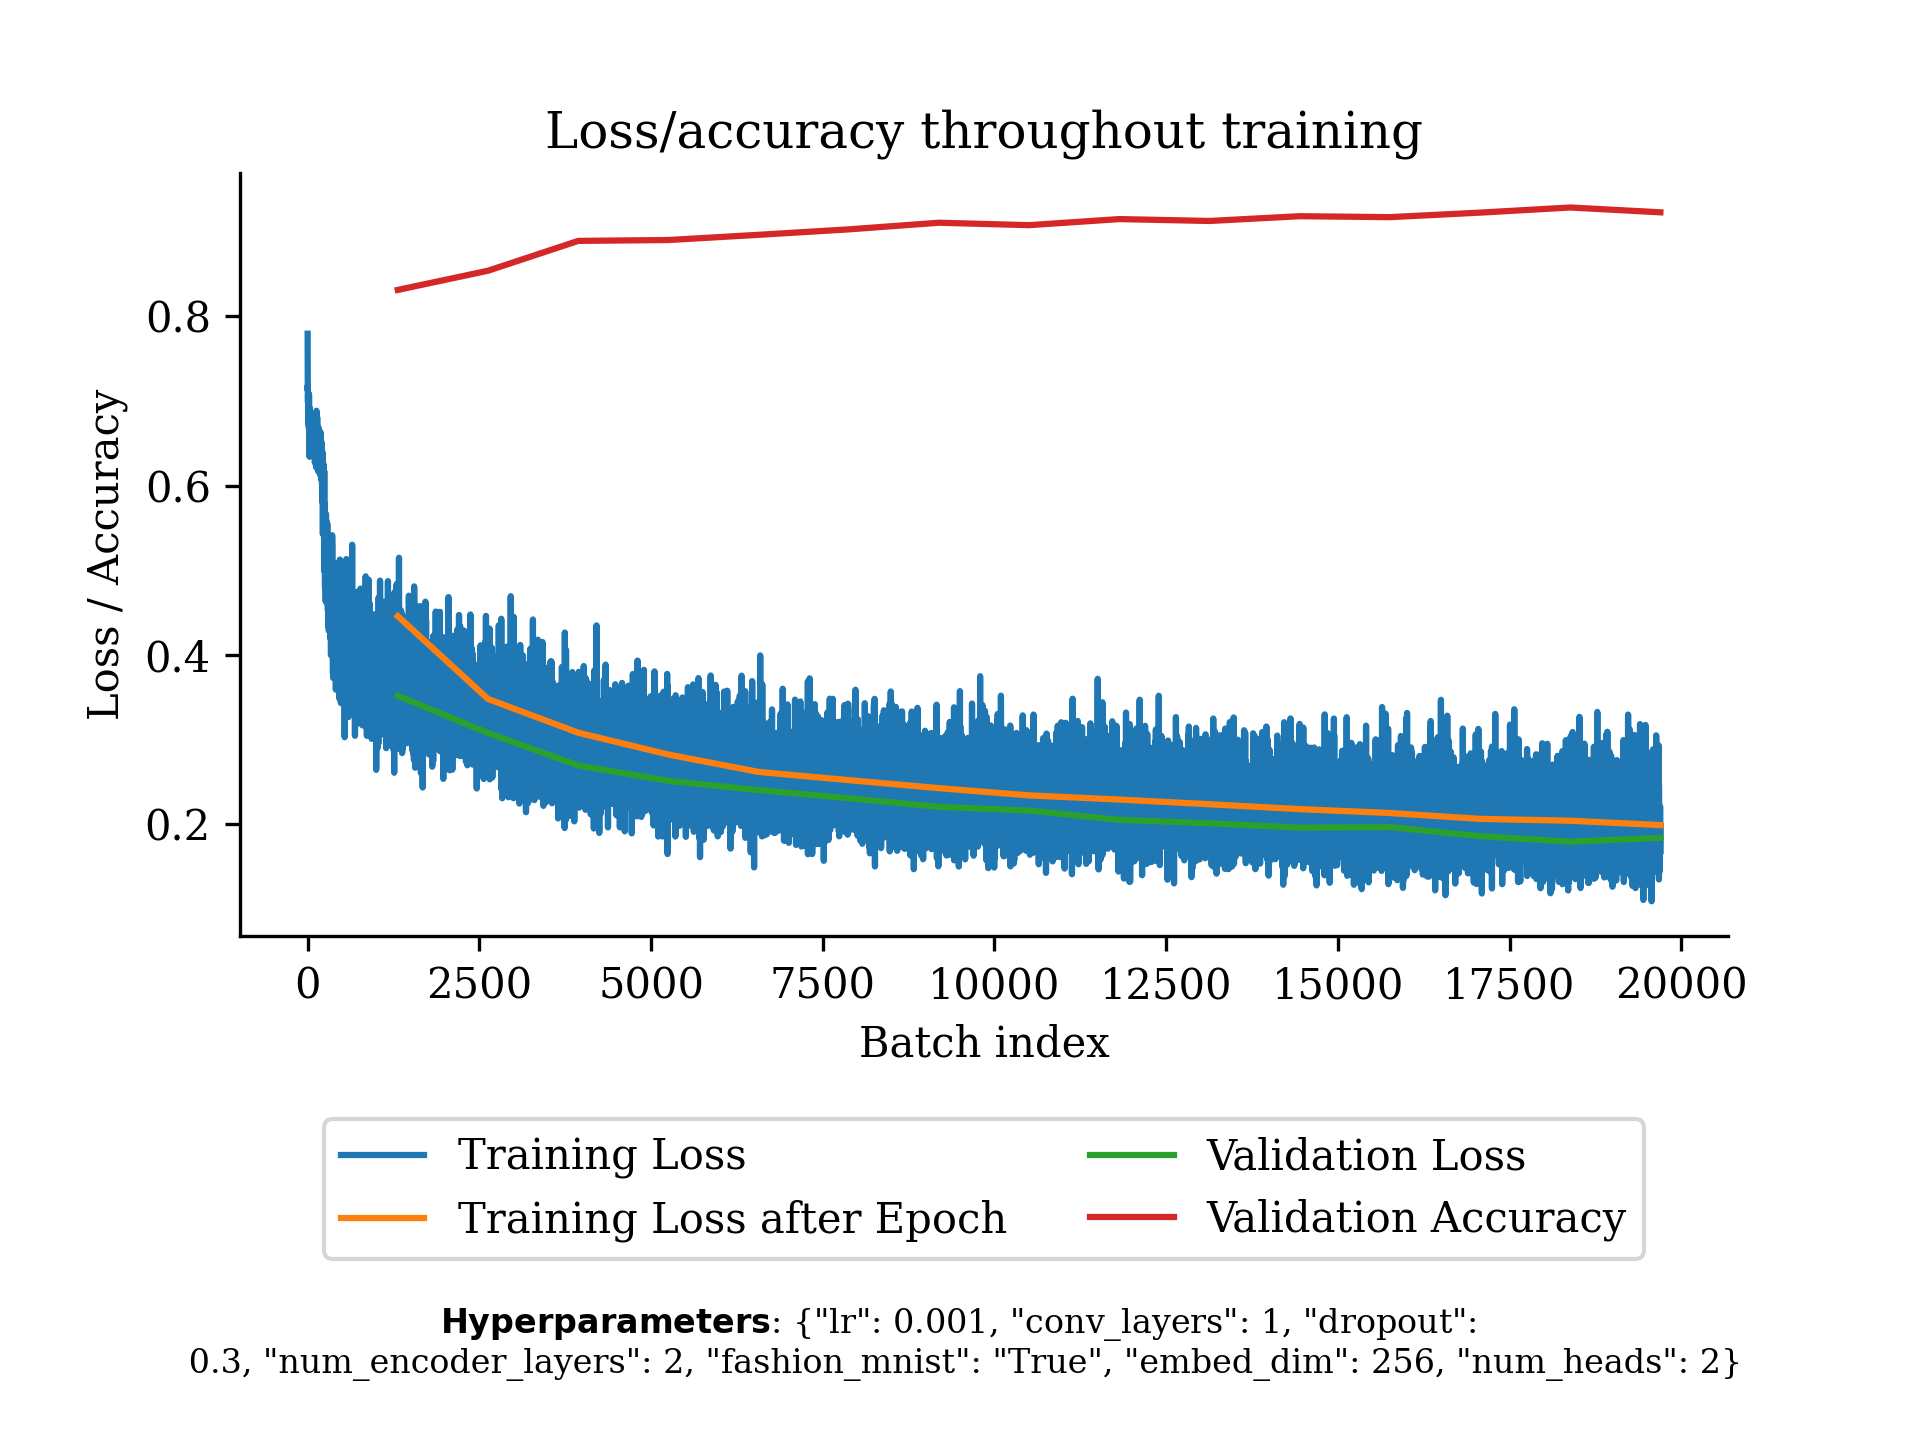 Loss/accuracy throughout training
Loss / Accuracy
0.8
0.6
0.4
0.2
0 2500 5000 7500 10000 12500 15000 17500 20000
Batch index
Training Loss
Training Loss after Epoch
Validation Loss
Validation Accuracy
Hyperparameters: {"lr": 0.001, "conv_layers": 1, "dropout":
0.3, "num_encoder_layers": 2, "fashion_mnist": "True", "embed_dim": 256, "num_heads": 2}